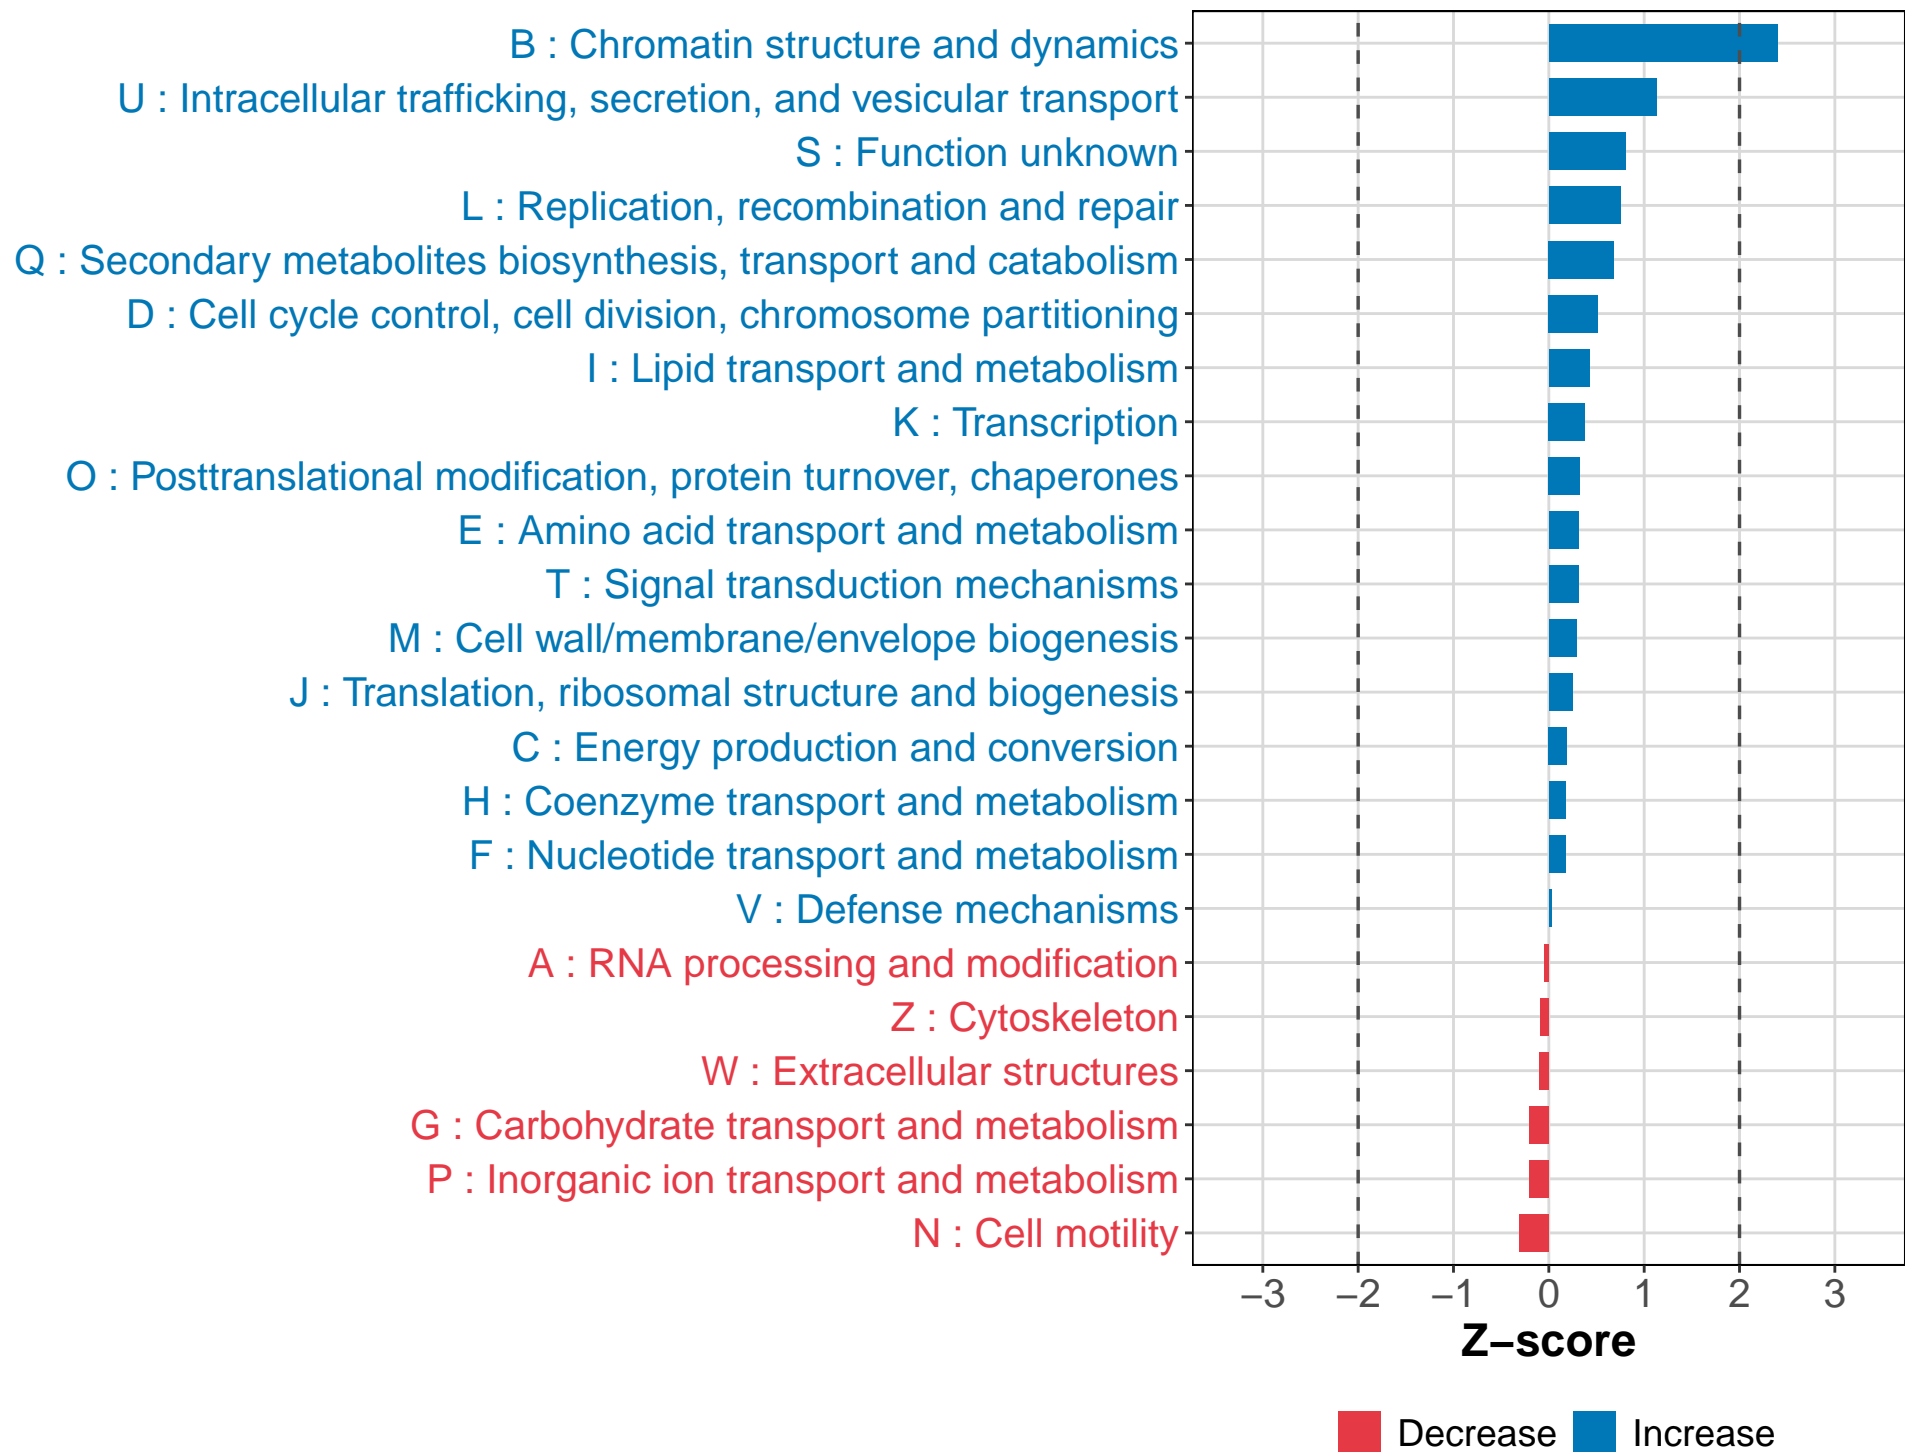 B : Chromatin structure and dynamics
U : Intracellular trafficking, secretion, and vesicular transport
S : Function unknown
L : Replication, recombination and repair
Q : Secondary metabolites biosynthesis, transport and catabolism
D : Cell cycle control, cell division, chromosome partitioning
I : Lipid transport and metabolism
K : Transcription
O : Posttranslational modification, protein turnover, chaperones
E : Amino acid transport and metabolism
T : Signal transduction mechanisms
M : Cell wall/membrane/envelope biogenesis
J : Translation, ribosomal structure and biogenesis
C : Energy production and conversion
H : Coenzyme transport and metabolism
F : Nucleotide transport and metabolism
V : Defense mechanisms
A : RNA processing and modification
Z : Cytoskeleton
W : Extracellular structures
G : Carbohydrate transport and metabolism
P : Inorganic ion transport and metabolism
N : Cell motility
−3 −2 −1 0 1 2 3
Z−score
Decrease Increase